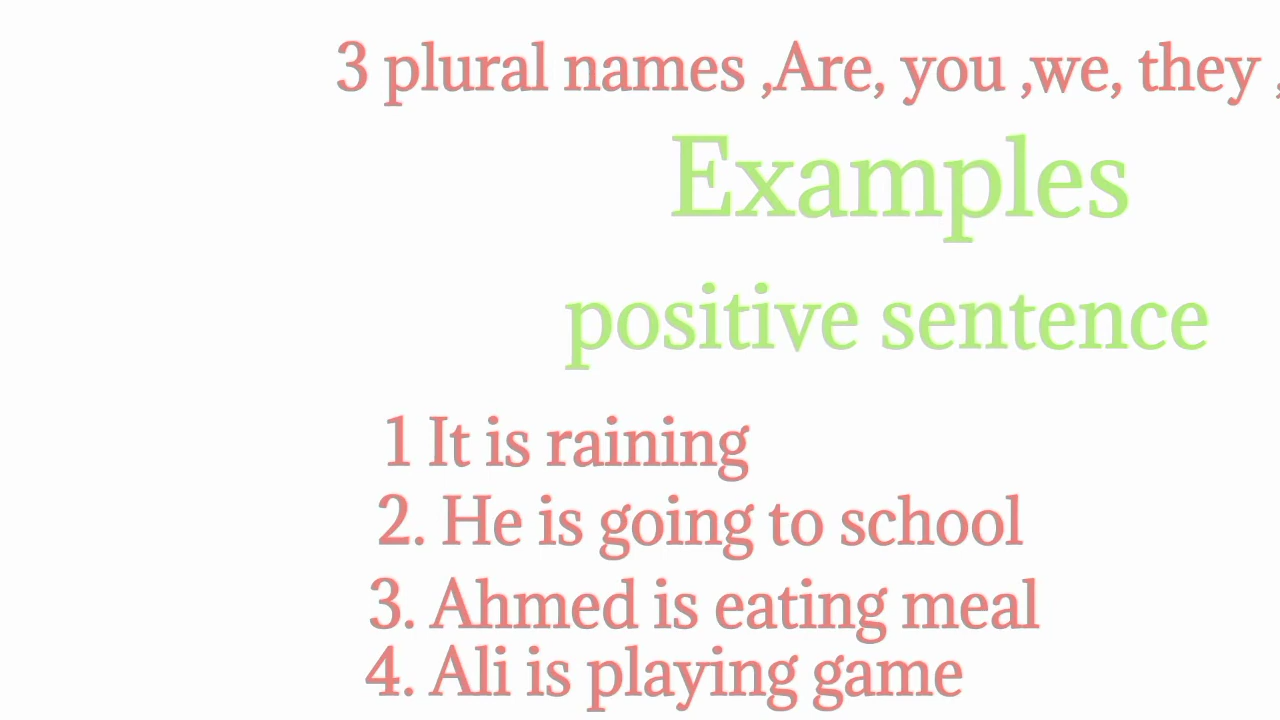 3 plural names ,Are, you ,we, they ,
Examples
positive sentence
1 It is raining
2. He is going to school
3. Ahmed is eating meal
4. Ali is playing game